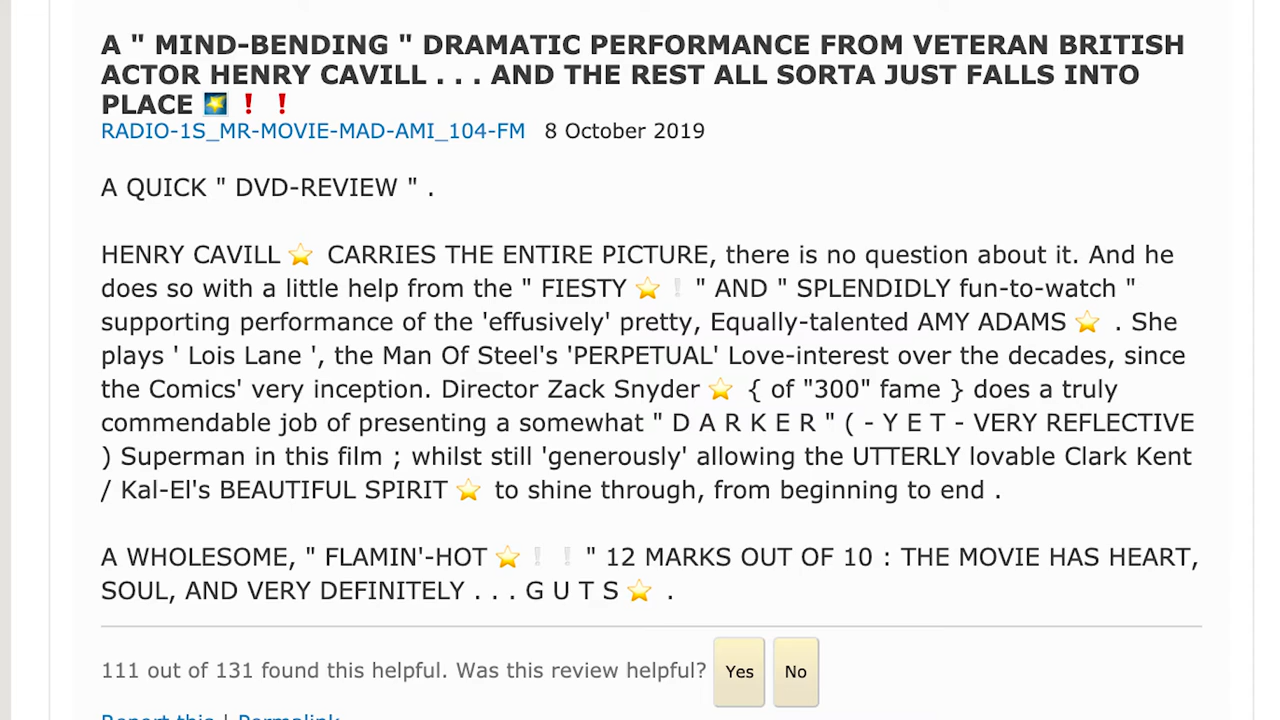 A " MIND-BENDING " DRAMATIC PERFORMANCE FROM VETERAN BRITISH
ACTOR HENRY CAVILL . . . AND THE REST ALL SORTA JUST FALLS INTO
PLACE 🌠 ❗ ❗
RADIO-1S_MR-MOVIE-MAD-AMI_104-FM 8 October 2019
A QUICK " DVD-REVIEW " .
HENRY CAVILL ⭐ CARRIES THE ENTIRE PICTURE, there is no question about it. And he
does so with a little help from the " FIESTY ⭐❕ " AND " SPLENDIDLY fun-to-watch "
supporting performance of the 'effusively' pretty, Equally-talented AMY ADAMS ⭐ . She
plays ' Lois Lane ', the Man Of Steel's 'PERPETUAL' Love-interest over the decades, since
the Comics' very inception. Director Zack Snyder ⭐ { of "300" fame } does a truly
commendable job of presenting a somewhat " D A R K E R " ( - Y E T - VERY REFLECTIVE
) Superman in this film ; whilst still 'generously' allowing the UTTERLY lovable Clark Kent
/ Kal-El's BEAUTIFUL SPIRIT ⭐ to shine through, from beginning to end .
A WHOLESOME, " FLAMIN'-HOT ⭐❕❕ " 12 MARKS OUT OF 10 : THE MOVIE HAS HEART,
SOUL, AND VERY DEFINITELY . . . G U T S ⭐ .
111 out of 131 found this helpful. Was this review helpful? Yes No
Report this | Permalink